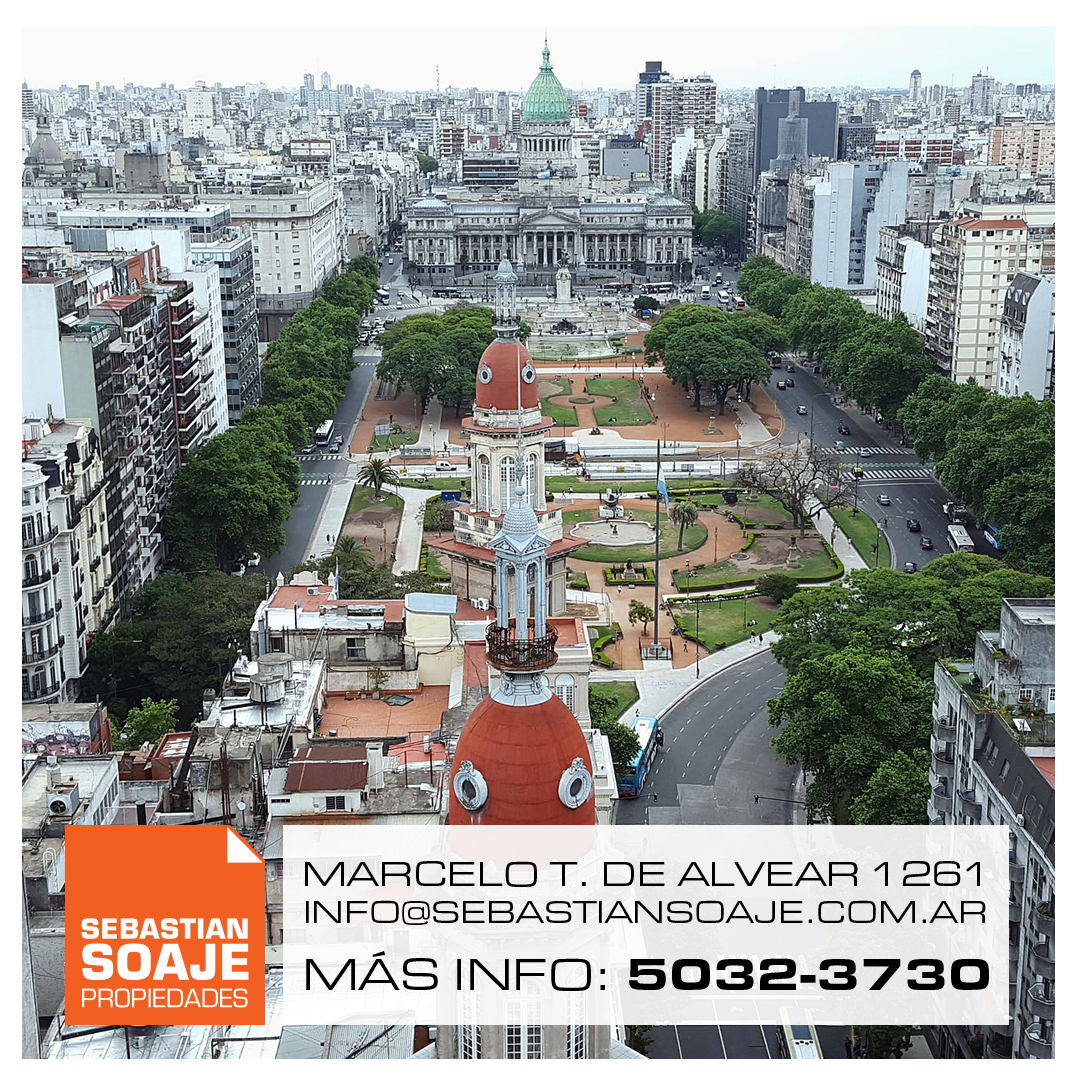 SEBASTIAN
SOAJE
PROPIEDADES
MARCELO T. DE ALVEAR 1261
INFO@SEBASTIANSOAJE.COM.AR
MÁS INFO: 5032-3730